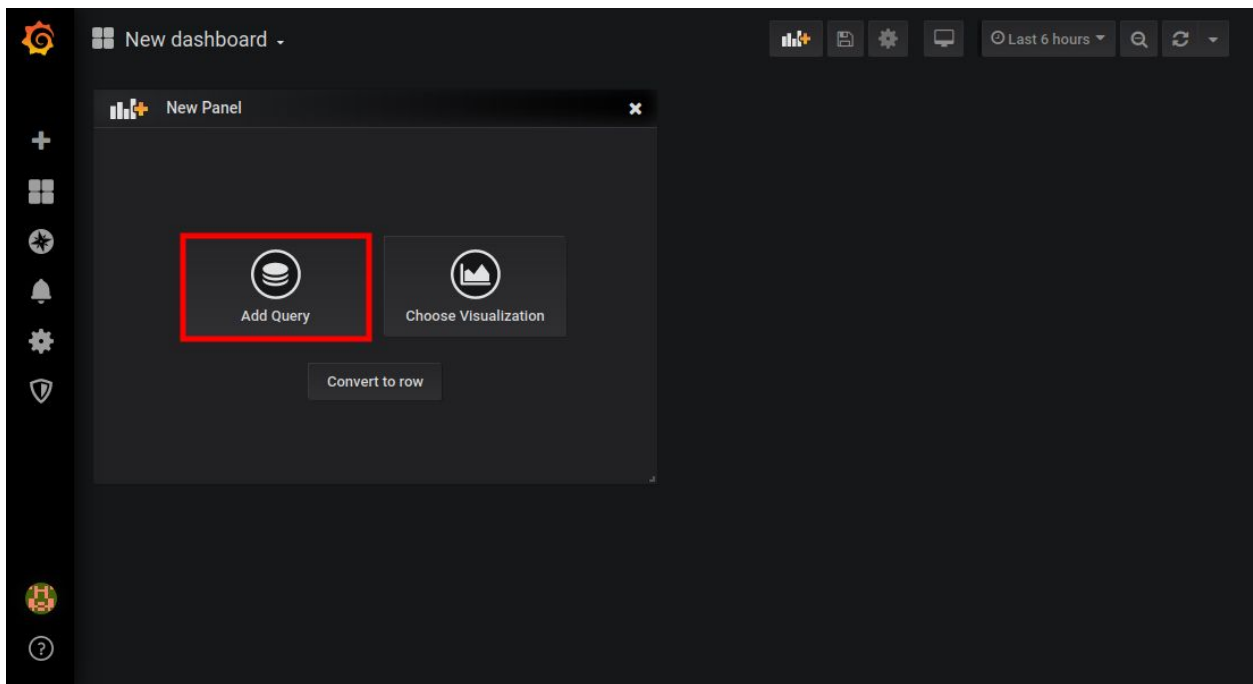 New dashboard
Last 6 hours
New Panel
Add Query
Choose Visualization
Convert to row
?